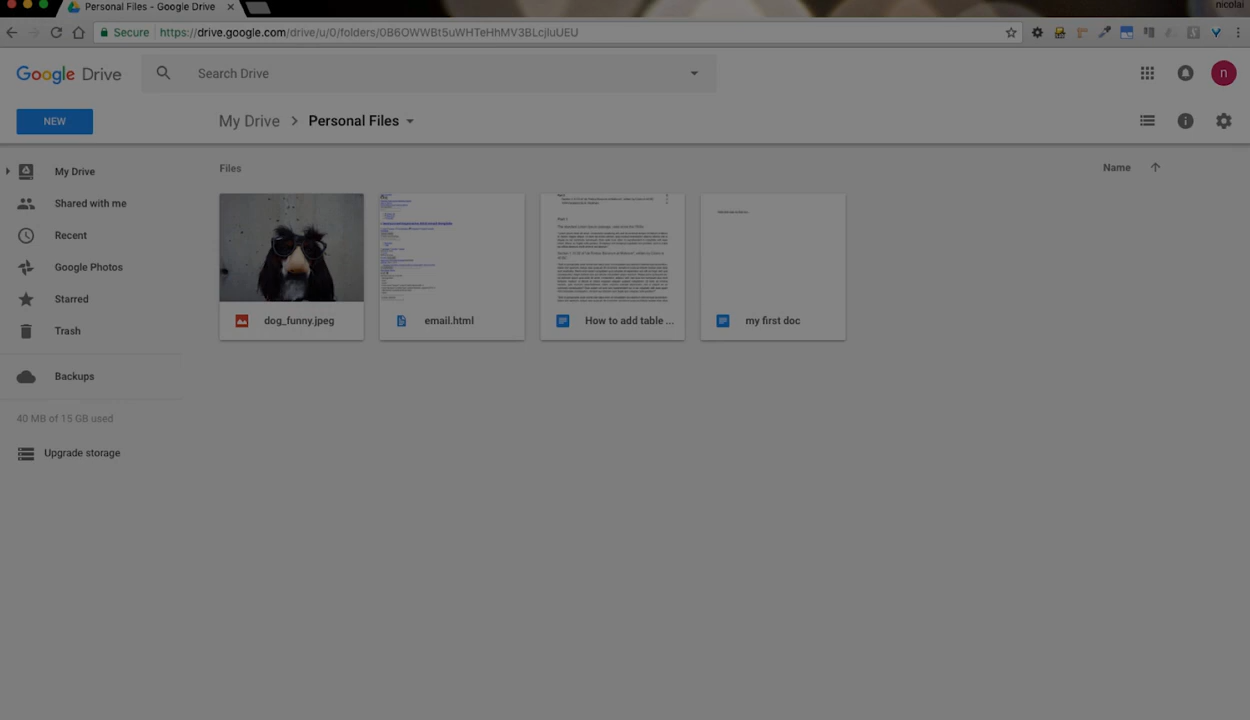 Personal Files - Google Drive
nicolai
Secure https://drive.google.com/drive/u/0/folders/0B6OWWBt5uWHTeHhMV3BLcjluUEU
Google Drive
Search Drive
n
NEW
My Drive
Personal Files
My Drive
Shared with me
Recent
Google Photos
Starred
Trash
Backups
40 MB of 15 GB used
Upgrade storage
Files
Name
dog_funny.jpeg
email.html
How to add table ...
my first doc